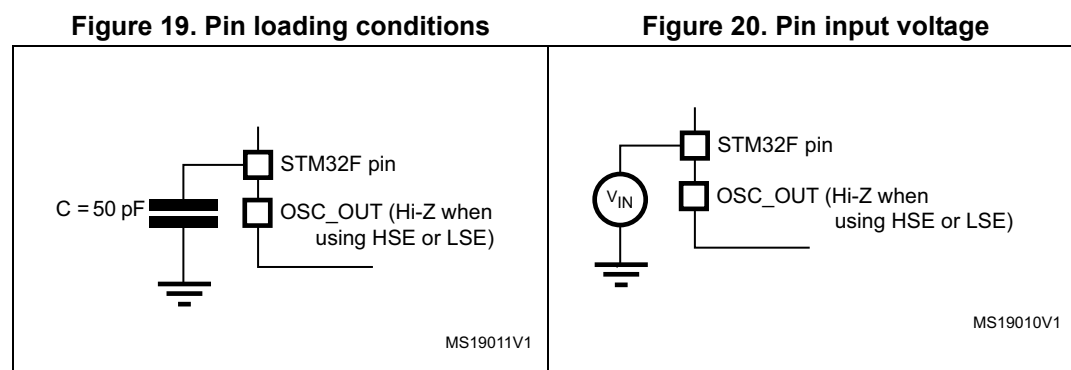 Figure 19. Pin loading conditions
Figure 20. Pin input voltage
STM32F pin
C = 50 pF
OSC_OUT (Hi-Z when
using HSE or LSE)
MS19011V1
STM32F pin
VIN
OSC_OUT (Hi-Z when
using HSE or LSE)
MS19010V1